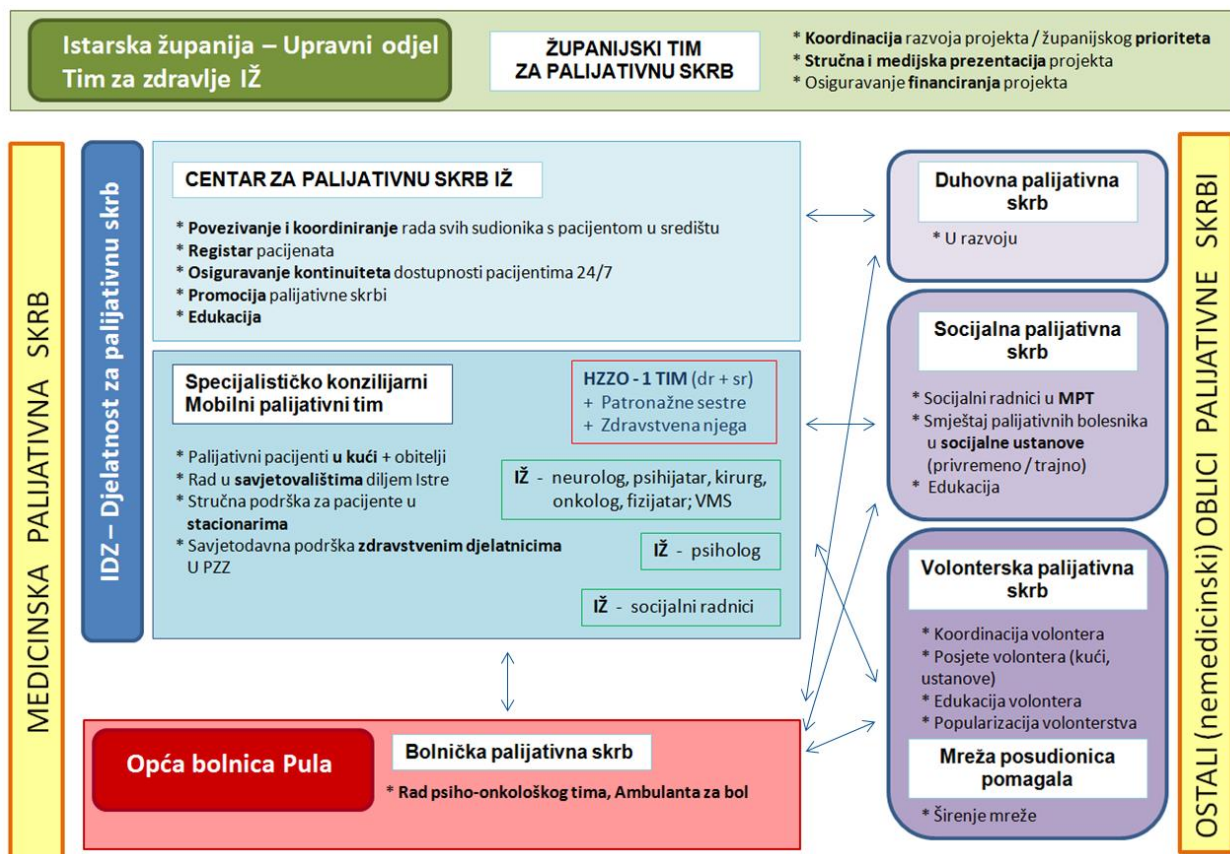 Istarska županija – Upravni odjel
Tim za zdravlje IŽ
ŽUPANIJSKI TIM
ZA PALIJATIVNU SKRB
* Koordinacija razvoja projekta / županijskog prioriteta
* Stručna i medijska prezentacija projekta
* Osiguravanje financiranja projekta
MEDICINSKA PALIJATIVNA SKRB
IDZ – Djelatnost za palijativnu skrb
CENTAR ZA PALIJATIVNU SKRB IŽ
* Povezivanje i koordiniranje rada svih sudionika s pacijentom u središtu
* Registar pacijenata
* Osiguravanje kontinuiteta dostupnosti pacijentima 24/7
* Promocija palijativne skrbi
* Edukacija
Specijalističko konzilijarni
Mobilni palijativni tim
* Palijativni pacijenti u kući + obitelji
* Rad u savjetovalištima diljem Istre
* Stručna podrška za pacijente u
stacionarima
* Savjetodavna podrška zdravstvenim djelatnicima
U PZZ
HZZO - 1 TIM (dr + sr)
+ Patronažne sestre
+ Zdravstvena njega
IŽ - neurolog, psihijatar, kirurg,
onkolog, fizijatar; VMS
IŽ - psiholog
IŽ - socijalni radnici
Opća bolnica Pula
Bolnička palijativna skrb
* Rad psiho-onkološkog tima, Ambulanta za bol
Duhovna palijativna
skrb
* U razvoju
Socijalna palijativna
skrb
* Socijalni radnici u MPT
* Smještaj palijativnih bolesnika
u socijalne ustanove
(privremeno / trajno)
* Edukacija
Volonterska palijativna
skrb
* Koordinacija volontera
* Posjete volontera (kući,
ustanove)
* Edukacija volontera
* Popularizacija volonterstva
Mreža posudionica
pomagala
* Širenje mreže
OSTALI (nemedicinski) OBLICI PALIJATIVNE SKRBI